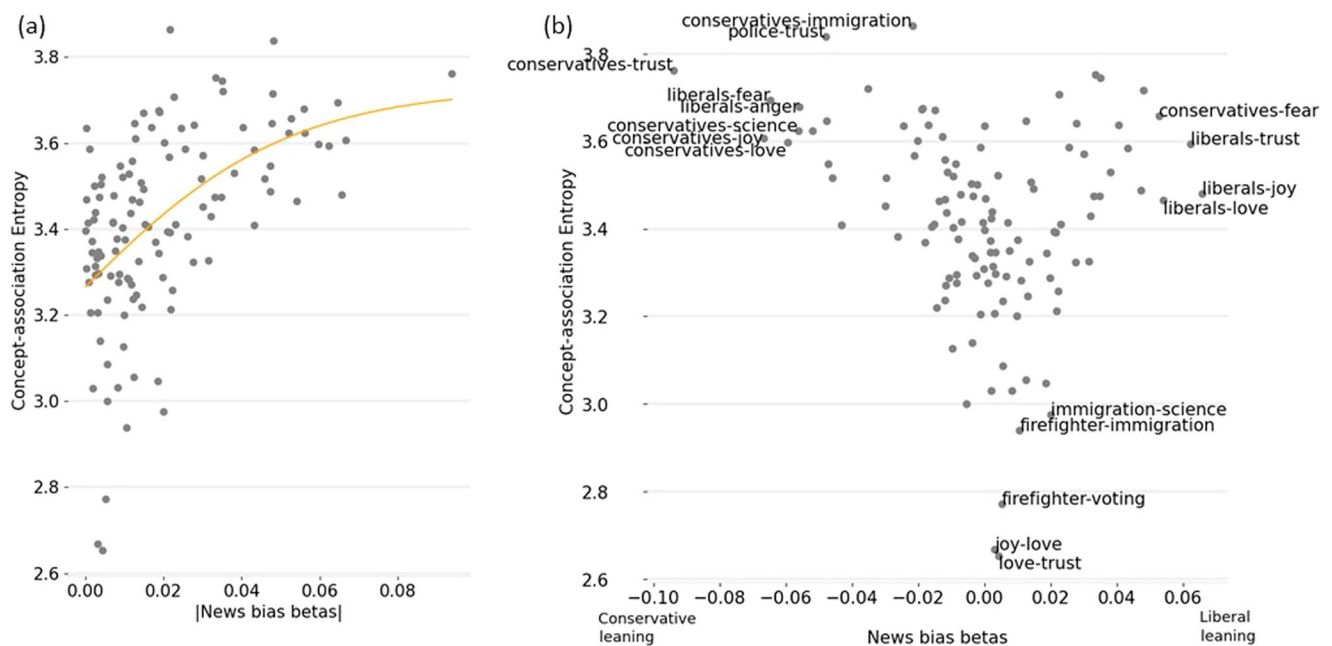 (a)
3.8
3.6
3.4
3.2
3.0
2.8
2.6
Concept-association Entropy
0.00 0.02 0.04 0.06 0.08
|News bias betas|
(b)
3.8
3.6
3.4
3.2
3.0
2.8
2.6
Concept-association Entropy
conservatives-immigration
police-trust
conservatives-trust
liberals-fear
liberals-anger
conservatives-science
conservatives-joy
conservatives-love
conservatives-fear
liberals-trust
liberals-joy
liberals-love
immigration-science
firefighter-immigration
firefighter-voting
joy-love
love-trust
−0.10 −0.08 −0.06 −0.04 −0.02 0.00 0.02 0.04 0.06
Conservative
leaning
News bias betas
Liberal
leaning